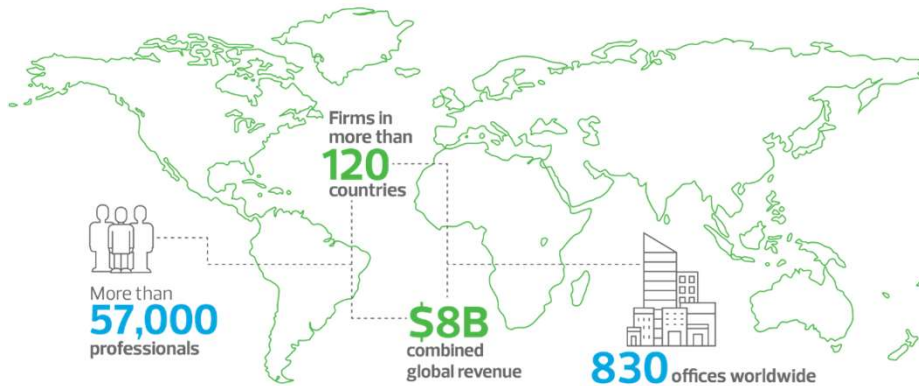 Firms in
more than
120
countries
More than
57,000
professionals
$8B
combined
global revenue
830 offices worldwide